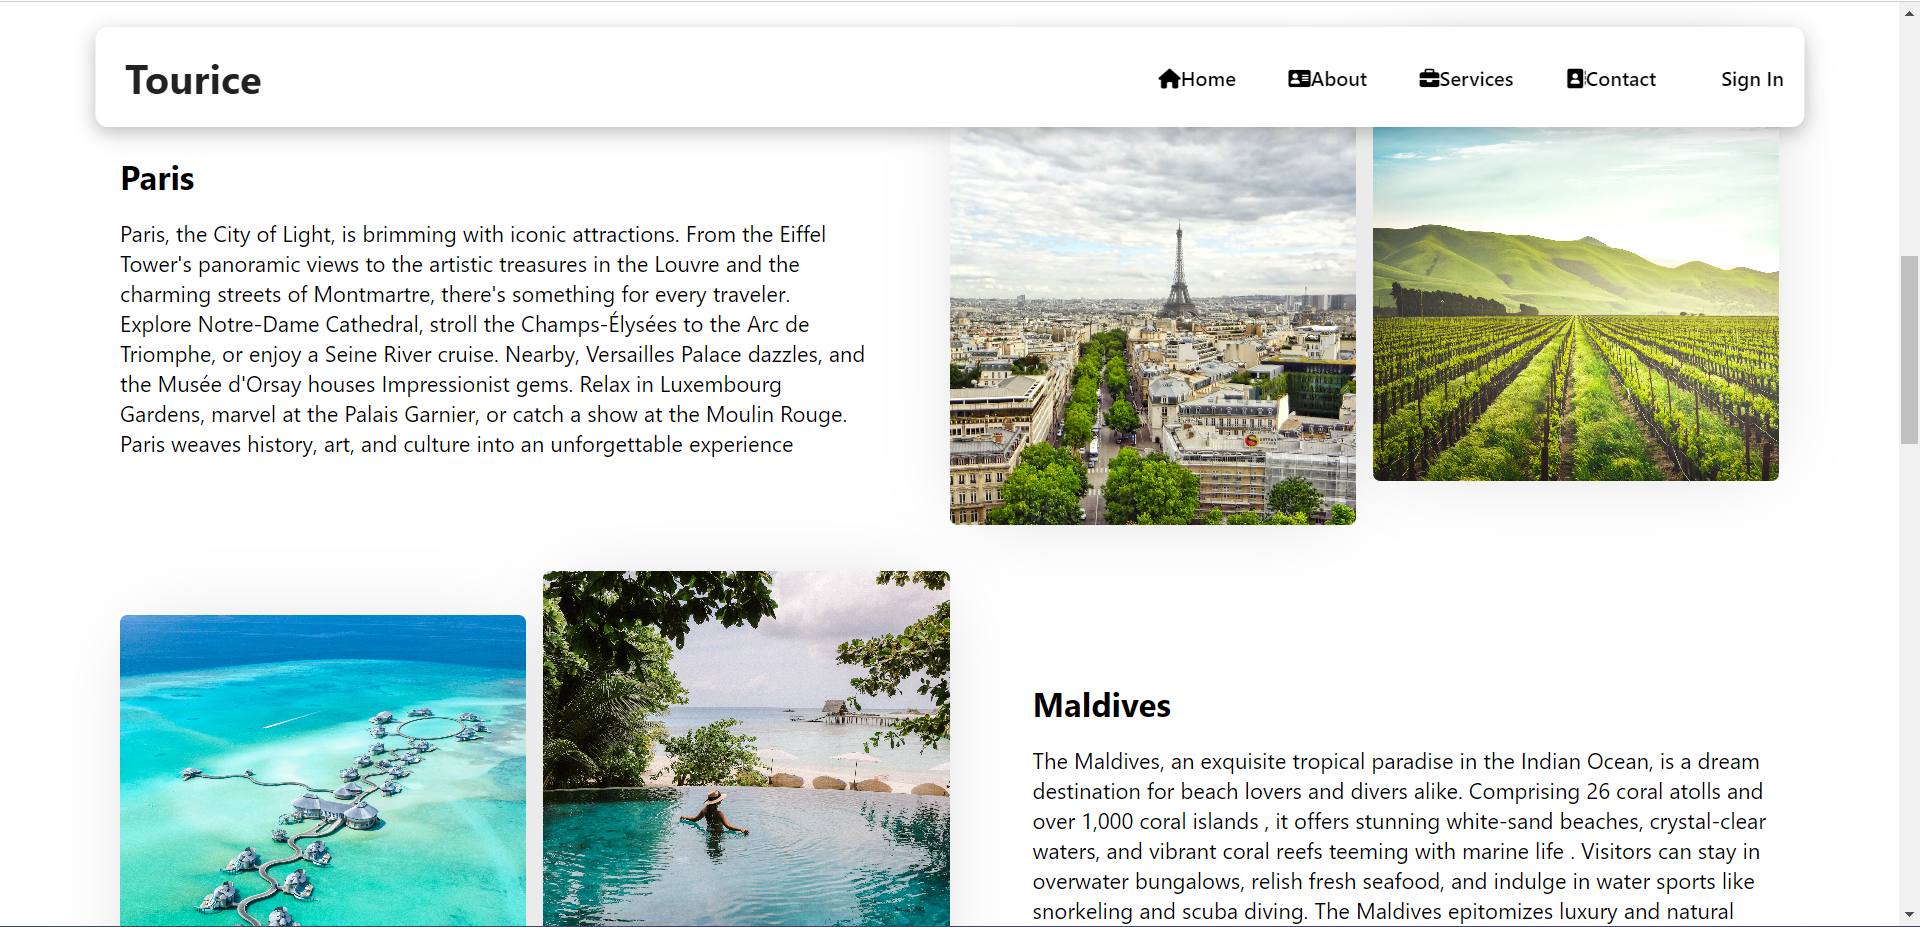 Tourice
Home
About
Services
Contact
Sign In
Paris
Paris, the City of Light, is brimming with iconic attractions. From the Eiffel
Tower's panoramic views to the artistic treasures in the Louvre and the
charming streets of Montmartre, there's something for every traveler.
Explore Notre-Dame Cathedral, stroll the Champs-Élysées to the Arc de
Triomphe, or enjoy a Seine River cruise. Nearby, Versailles Palace dazzles, and
the Musée d'Orsay houses Impressionist gems. Relax in Luxembourg
Gardens, marvel at the Palais Garnier, or catch a show at the Moulin Rouge.
Paris weaves history, art, and culture into an unforgettable experience
Maldives
The Maldives, an exquisite tropical paradise in the Indian Ocean, is a dream
destination for beach lovers and divers alike. Comprising 26 coral atolls and
over 1,000 coral islands , it offers stunning white-sand beaches, crystal-clear
waters, and vibrant coral reefs teeming with marine life . Visitors can stay in
overwater bungalows, relish fresh seafood, and indulge in water sports like
snorkeling and scuba diving. The Maldives epitomizes luxury and natural